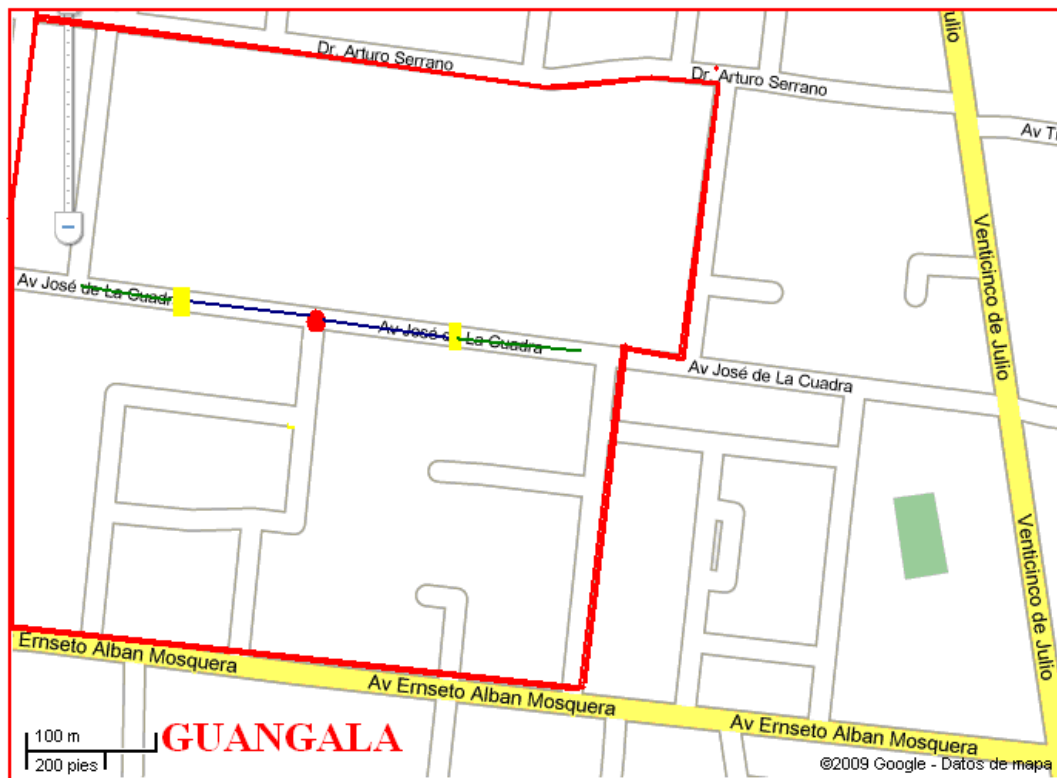 ulio
Dr. Arturo Serrano
Dr. Arturo Serrano
Av T
Venticinco de Julio
Av José de La Cuadr
Av José de La Cuadra
Av José de La Cuadra
Venticinco de Julio
Ernseto Alban Mosquera
Av Ernseto Alban Mosquera
Av Ernseto Alban Mosquera
100 m
200 pies
GUANGALA
©2009 Google - Datos de mapa